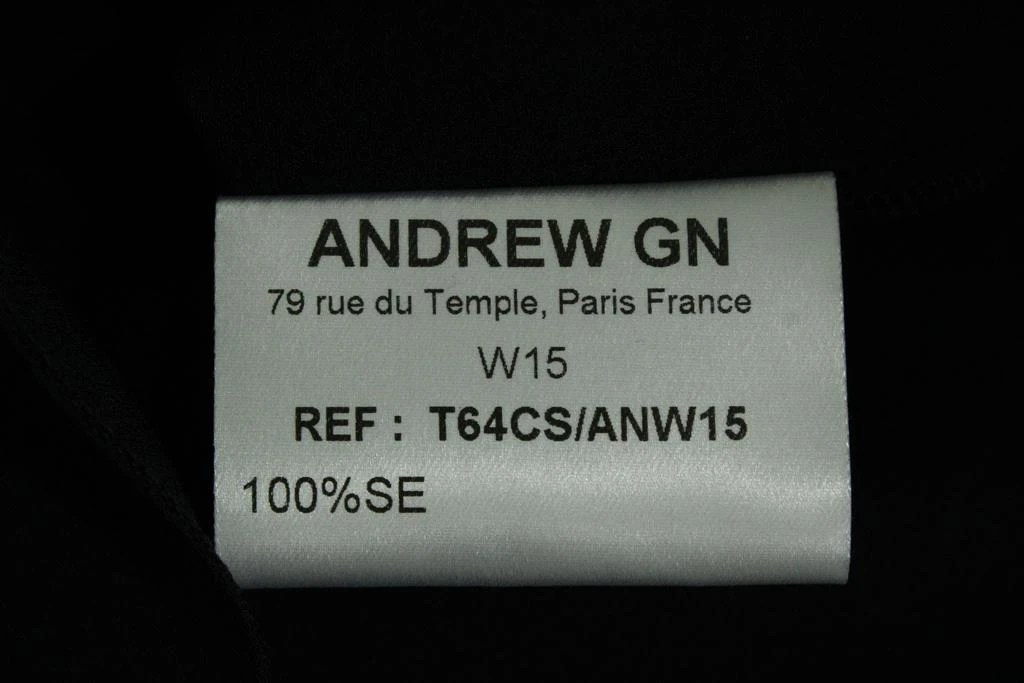 ANDREW GN
79 rue du Temple, Paris France
W15
REF : T64CS/ANW15
100%SE